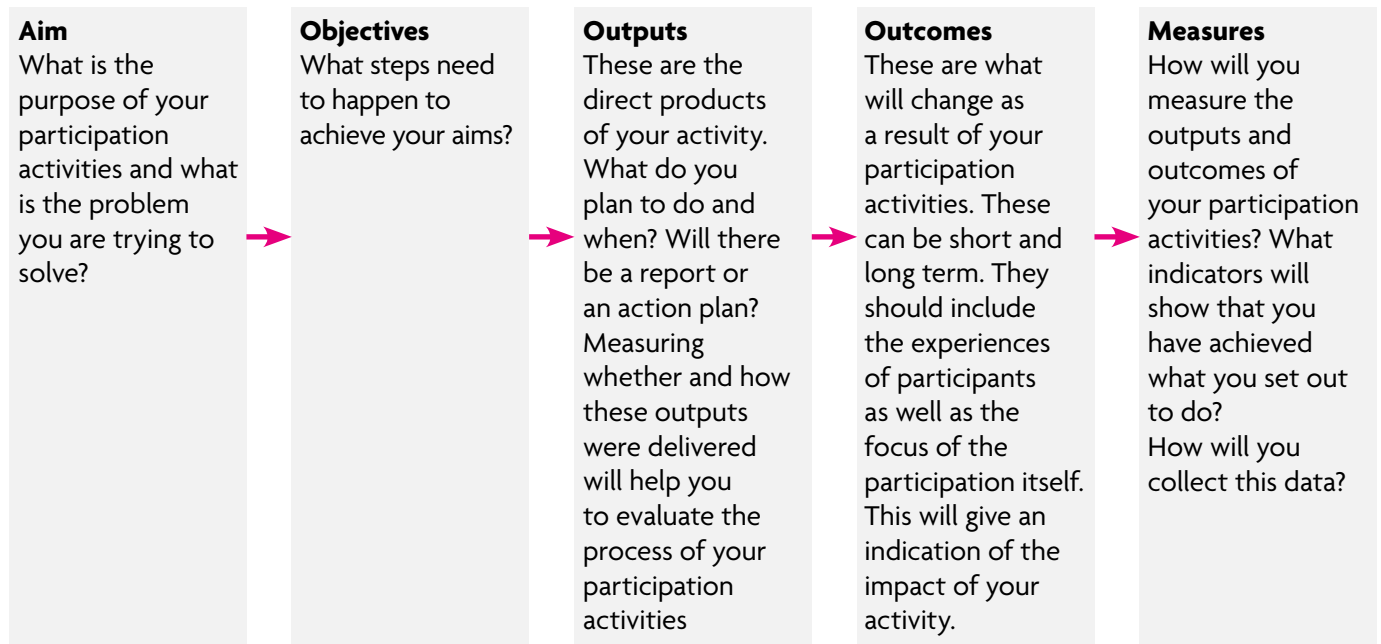 Aim
What is the
purpose of your
participation
activities and what
is the problem
you are trying to
solve?
Objectives
What steps need
to happen to
achieve your aims?
Outputs
These are the
direct products
of your activity.
What do you
plan to do and
when? Will there
be a report or
an action plan?
Measuring
whether and how
these outputs
were delivered
will help you
to evaluate the
process of your
participation
activities
Outcomes
These are what
will change as
a result of your
participation
activities. These
can be short and
long term. They
should include
the experiences
of participants
as well as the
focus of the
participation itself.
This will give an
indication of the
impact of your
activity.
Measures
How will you
measure the
outputs and
outcomes of
your participation
activities? What
indicators will
show that you
have achieved
what you set out
to do?
How will you
collect this data?